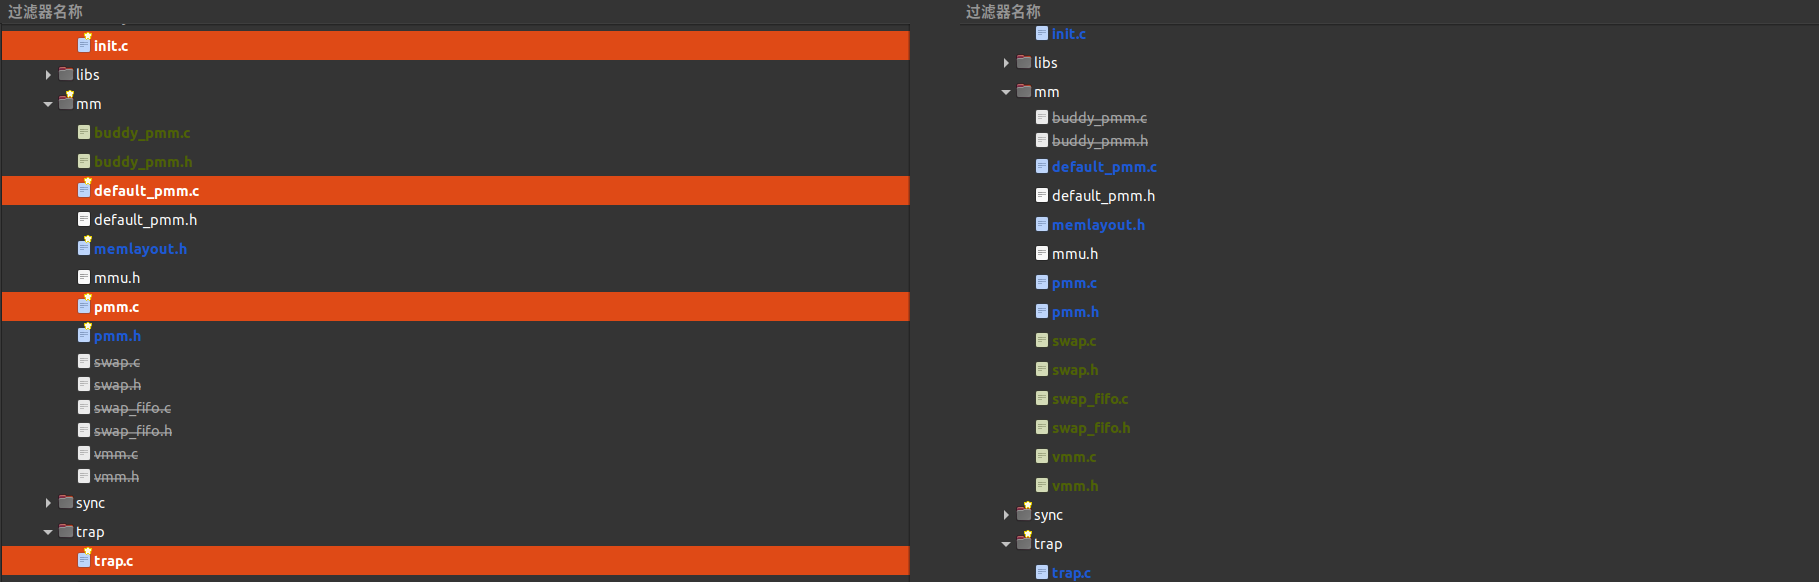 过滤器名称
init.c
libs
mm
buddy_pmm.c
buddy_pmm.h
default_pmm.c
default_pmm.h
memlayout.h
mmu.h
pmm.c
pmm.h
swap.c
swap.h
swap_fifo.c
swap_fifo.h
vmm.c
vmm.h
sync
trap
trap.c
过滤器名称
init.c
libs
mm
buddy_pmm.c
buddy_pmm.h
default_pmm.c
default_pmm.h
memlayout.h
mmu.h
pmm.c
pmm.h
swap.c
swap.h
swap_fifo.c
swap_fifo.h
vmm.c
vmm.h
sync
trap
trap.c